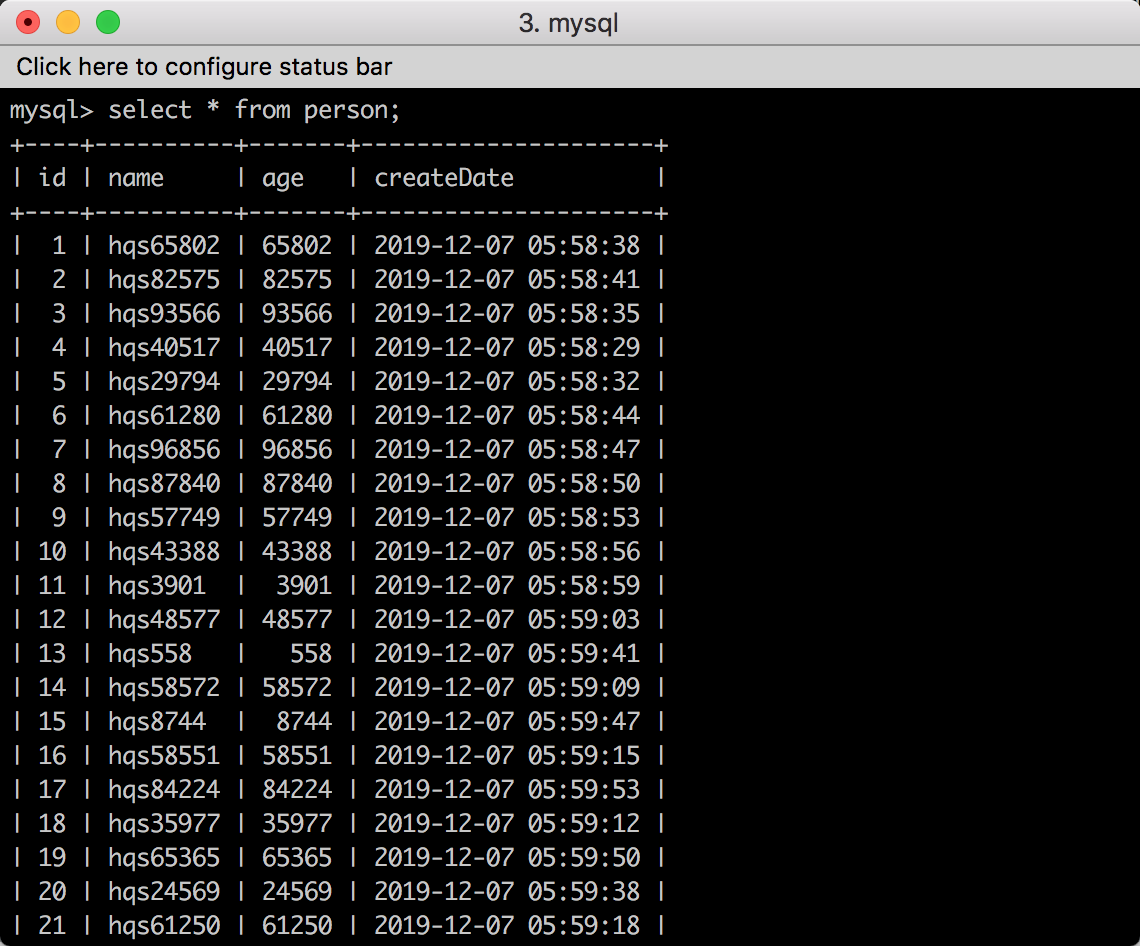 3. mysql
Click here to configure status bar
mysql> select * from person;
+----+----------+-------+---------------------+
| id | name     | age   | createDate          |
+----+----------+-------+---------------------+
|  1 | hqs65802 | 65802 | 2019-12-07 05:58:38 |
|  2 | hqs82575 | 82575 | 2019-12-07 05:58:41 |
|  3 | hqs93566 | 93566 | 2019-12-07 05:58:35 |
|  4 | hqs40517 | 40517 | 2019-12-07 05:58:29 |
|  5 | hqs29794 | 29794 | 2019-12-07 05:58:32 |
|  6 | hqs61280 | 61280 | 2019-12-07 05:58:44 |
|  7 | hqs96856 | 96856 | 2019-12-07 05:58:47 |
|  8 | hqs87840 | 87840 | 2019-12-07 05:58:50 |
|  9 | hqs57749 | 57749 | 2019-12-07 05:58:53 |
| 10 | hqs43388 | 43388 | 2019-12-07 05:58:56 |
| 11 | hqs3901  |  3901 | 2019-12-07 05:58:59 |
| 12 | hqs48577 | 48577 | 2019-12-07 05:59:03 |
| 13 | hqs558   |   558 | 2019-12-07 05:59:41 |
| 14 | hqs58572 | 58572 | 2019-12-07 05:59:09 |
| 15 | hqs8744  |  8744 | 2019-12-07 05:59:47 |
| 16 | hqs58551 | 58551 | 2019-12-07 05:59:15 |
| 17 | hqs84224 | 84224 | 2019-12-07 05:59:53 |
| 18 | hqs35977 | 35977 | 2019-12-07 05:59:12 |
| 19 | hqs65365 | 65365 | 2019-12-07 05:59:50 |
| 20 | hqs24569 | 24569 | 2019-12-07 05:59:38 |
| 21 | hqs61250 | 61250 | 2019-12-07 05:59:18 |